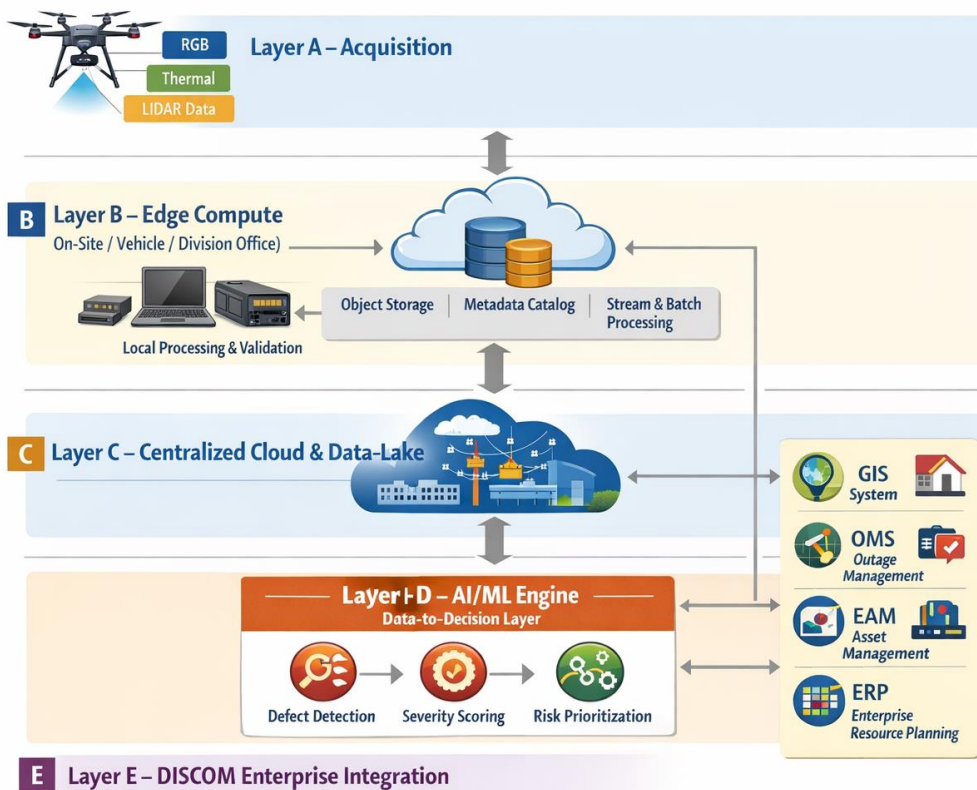 RGB
Thermal
LIDAR Data
Layer A – Acquisition
B
Layer B – Edge Compute
On-Site / Vehicle / Division Office)
Local Processing & Validation
Object Storage
Metadata Catalog
Stream & Batch
Processing
C
Layer C – Centralized Cloud & Data-Lake
GIS
System
OMS
Outage
Management
EAM
Asset
Management
ERP
Enterprise
Resource Planning
Layer D – AI/ML Engine
Data-to-Decision Layer
Defect Detection
Severity Scoring
Risk Prioritization
E
Layer E – DISCOM Enterprise Integration